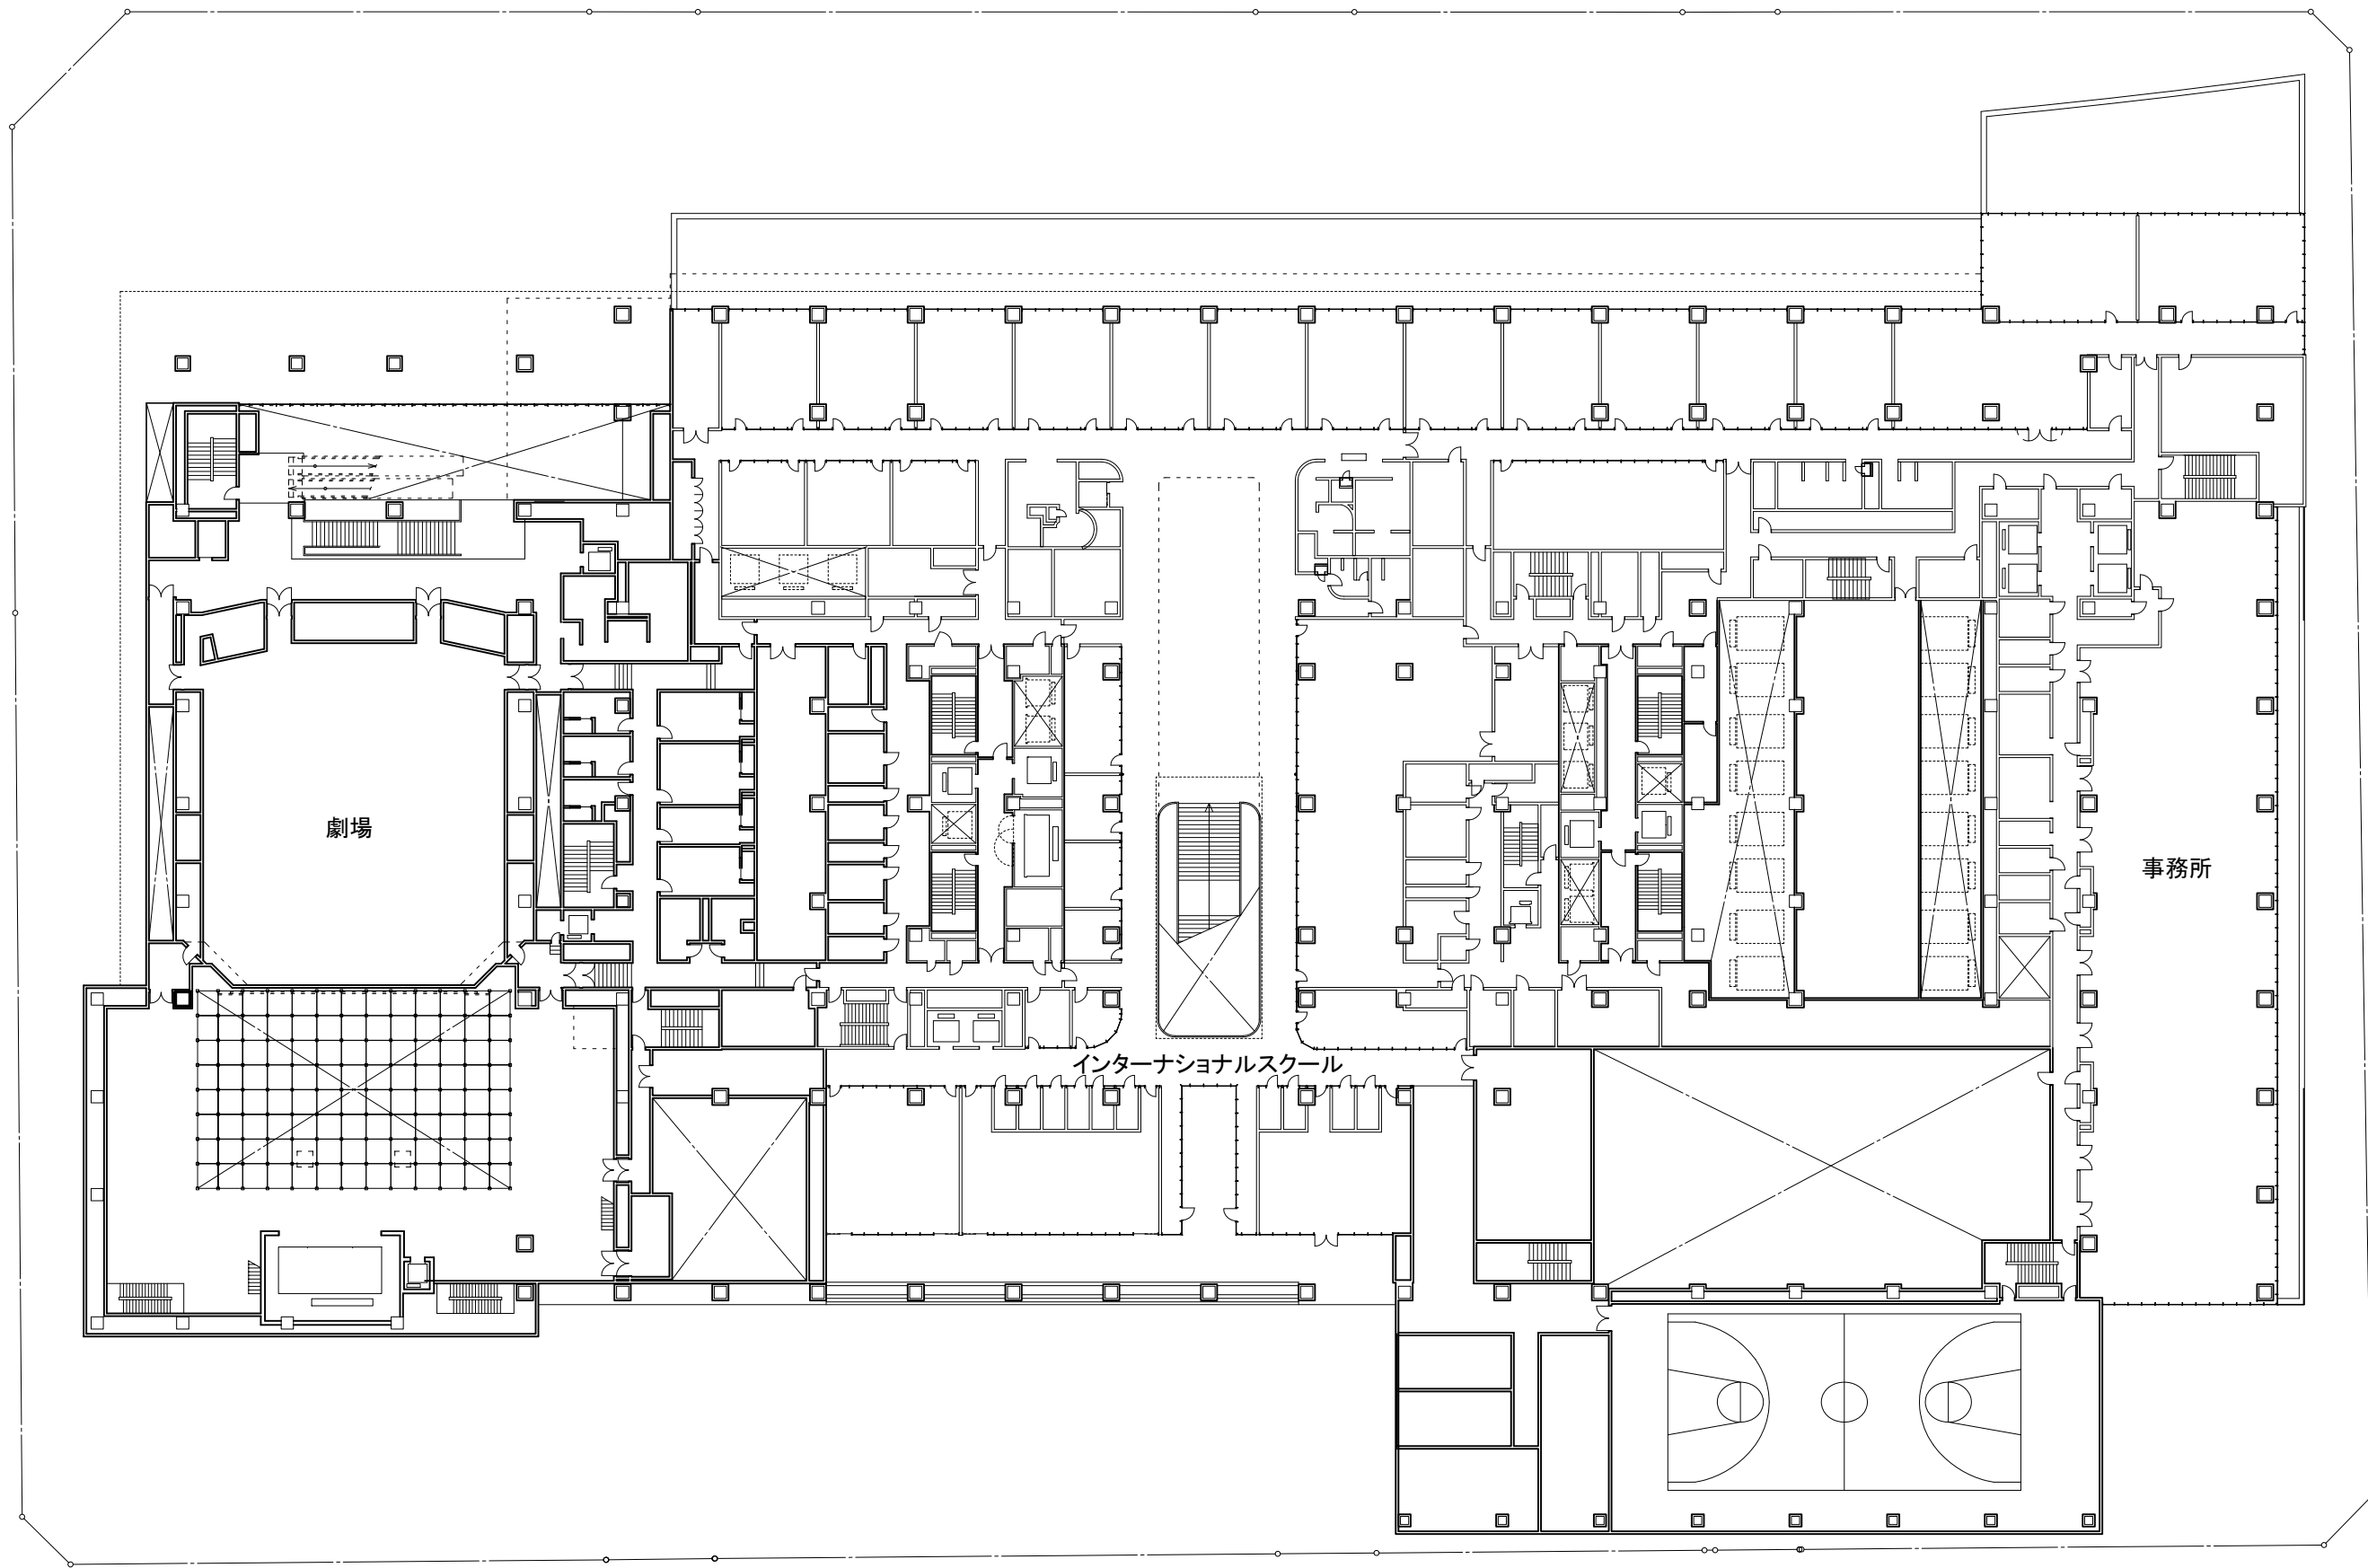 劇場
事務所
インターナショナルスクール